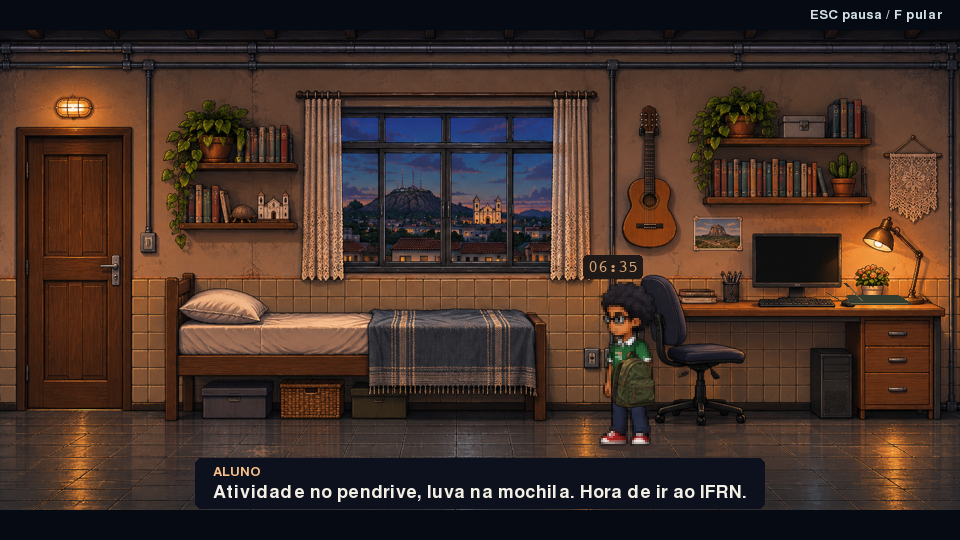 ESC pausa / F pular
06:35
ALUNO
Atividade no pendrive, luva na mochila. Hora de ir ao IFRN.